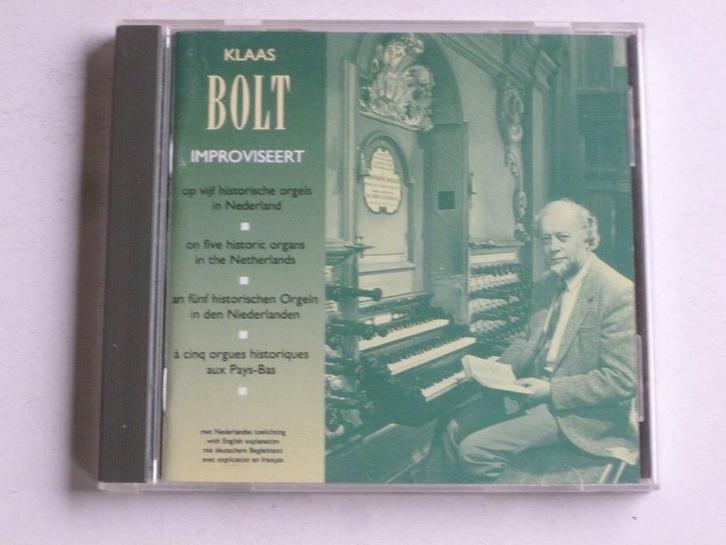 KLAAS
BOLT
IMPROVISEERT
op vijf historische orgels
in Nederland
on five historic organs
in the Netherlands
an fünf historischen Orgeln
in den Niederlanden
à cinq orgues historiques
aux Pays-Bas
met Nederlandse toelichting
with English explanation
mit deutschem Begleittext
avec explication en français